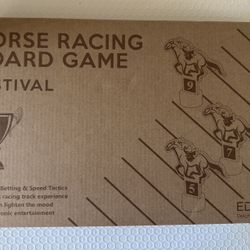 ORSE RACING
OARD GAME
STIVAL
9
7
5
Betting & Speed Tactics
racing track experience
lighten the mood
onic entertainment
ED